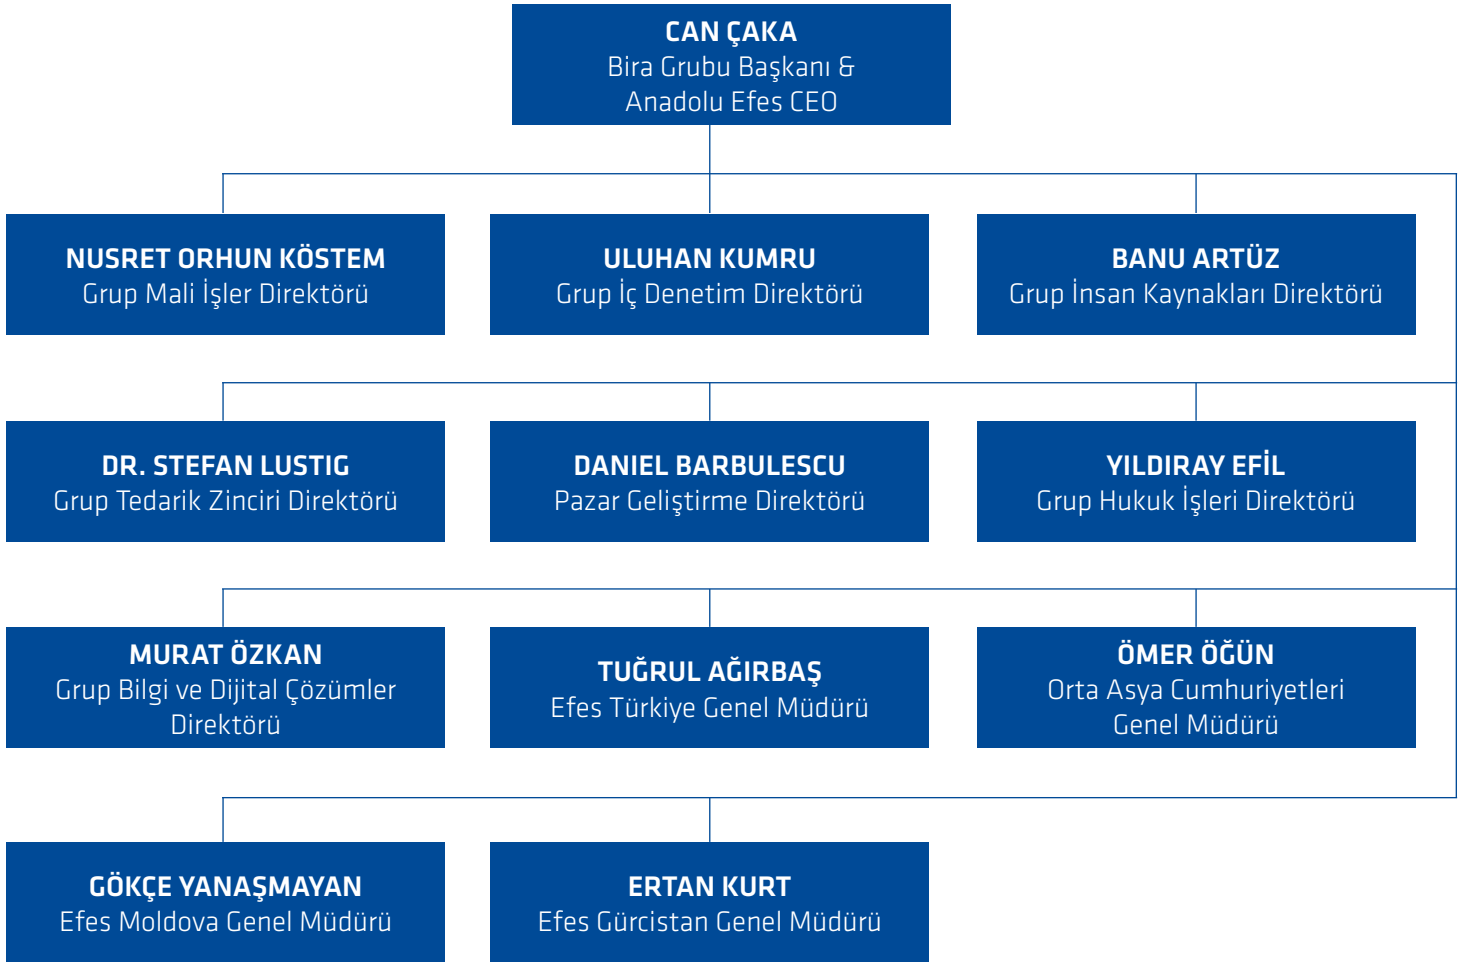 CAN ÇAKA
Bira Grubu Başkanı &
Anadolu Efes CEO
NUSRET ORHUN KÖSTEM
Grup Mali İşler Direktörü
ULUHAN KUMRU
Grup İç Denetim Direktörü
BANU ARTÜZ
Grup İnsan Kaynakları Direktörü
DR. STEFAN LUSTIG
Grup Tedarik Zinciri Direktörü
DANIEL BARBULESCU
Pazar Geliştirme Direktörü
YILDIRAY EFİL
Grup Hukuk İşleri Direktörü
MURAT ÖZKAN
Grup Bilgi ve Dijital Çözümler
Direktörü
TUĞRUL AĞIRBAŞ
Efes Türkiye Genel Müdürü
ÖMER ÖĞÜN
Orta Asya Cumhuriyetleri
Genel Müdürü
GÖKÇE YANAŞMAYAN
Efes Moldova Genel Müdürü
ERTAN KURT
Efes Gürcistan Genel Müdürü